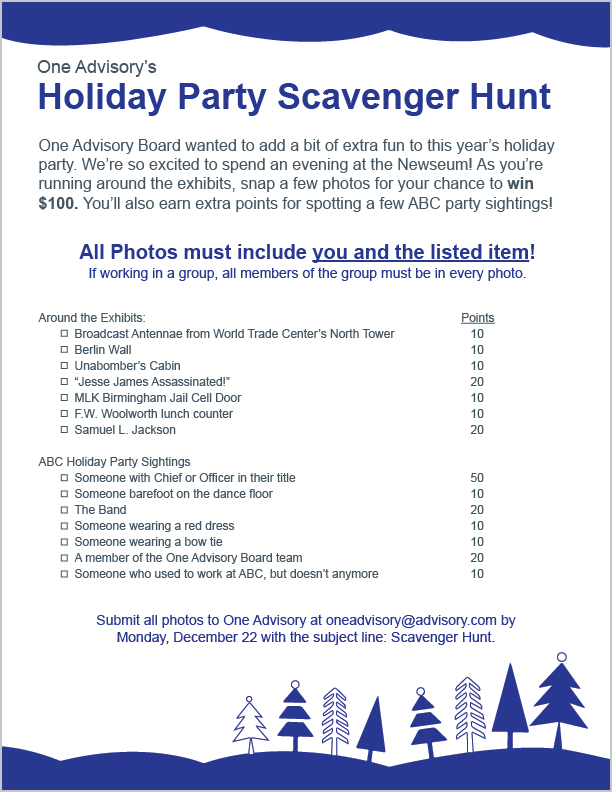 One Advisory’s
Holiday Party Scavenger Hunt
One Advisory Board wanted to add a bit of extra fun to this year’s holiday
party. We’re so excited to spend an evening at the Newseum! As you’re
running around the exhibits, snap a few photos for your chance to win
$100. You’ll also earn extra points for spotting a few ABC party sightings!
All Photos must include you and the listed item!
If working in a group, all members of the group must be in every photo.
Around the Exhibits: Points
Broadcast Antennae from World Trade Center’s North Tower 10
Berlin Wall 10
Unabomber’s Cabin 10
“Jesse James Assassinated!” 20
MLK Birmingham Jail Cell Door 10
F.W. Woolworth lunch counter 10
Samuel L. Jackson 20
ABC Holiday Party Sightings
Someone with Chief or Officer in their title 50
Someone barefoot on the dance floor 10
The Band 20
Someone wearing a red dress 10
Someone wearing a bow tie 10
A member of the One Advisory Board team 20
Someone who used to work at ABC, but doesn’t anymore 10
Submit all photos to One Advisory at oneadvisory@advisory.com by
Monday, December 22 with the subject line: Scavenger Hunt.